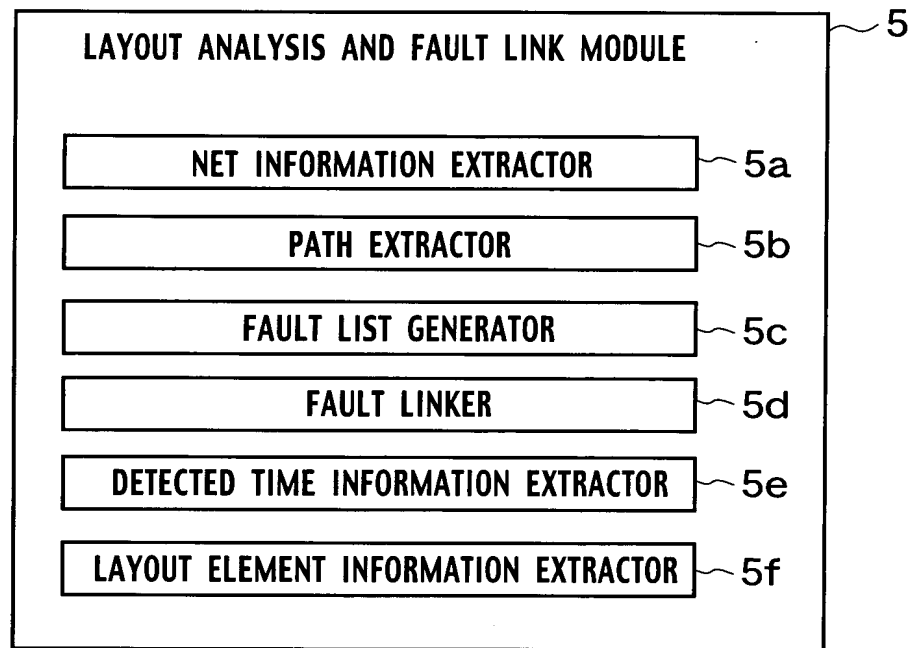 5
LAYOUT ANALYSIS AND FAULT LINK MODULE
NET INFORMATION EXTRACTOR 5a
PATH EXTRACTOR 5b
FAULT LIST GENERATOR 5c
FAULT LINKER 5d
DETECTED TIME INFORMATION EXTRACTOR 5e
LAYOUT ELEMENT INFORMATION EXTRACTOR 5f